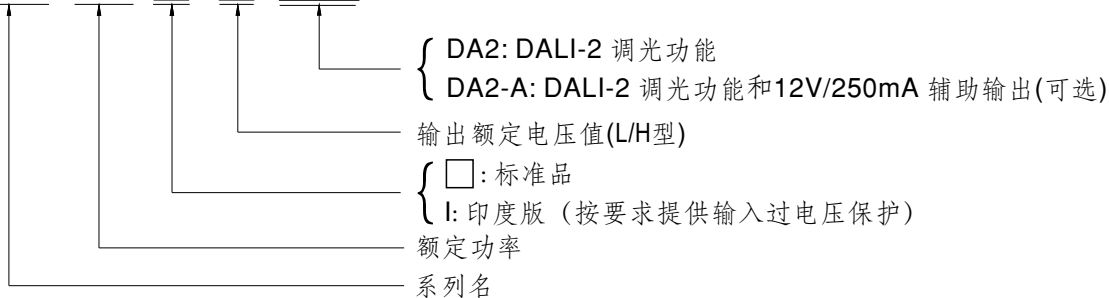 DA2: DALI-2 调光功能
DA2-A: DALI-2 调光功能和12V/250mA 辅助输出(可选)
输出额定电压值(L/H型)
□: 标准品
I: 印度版（按要求提供输入过电压保护）
额定功率
系列名